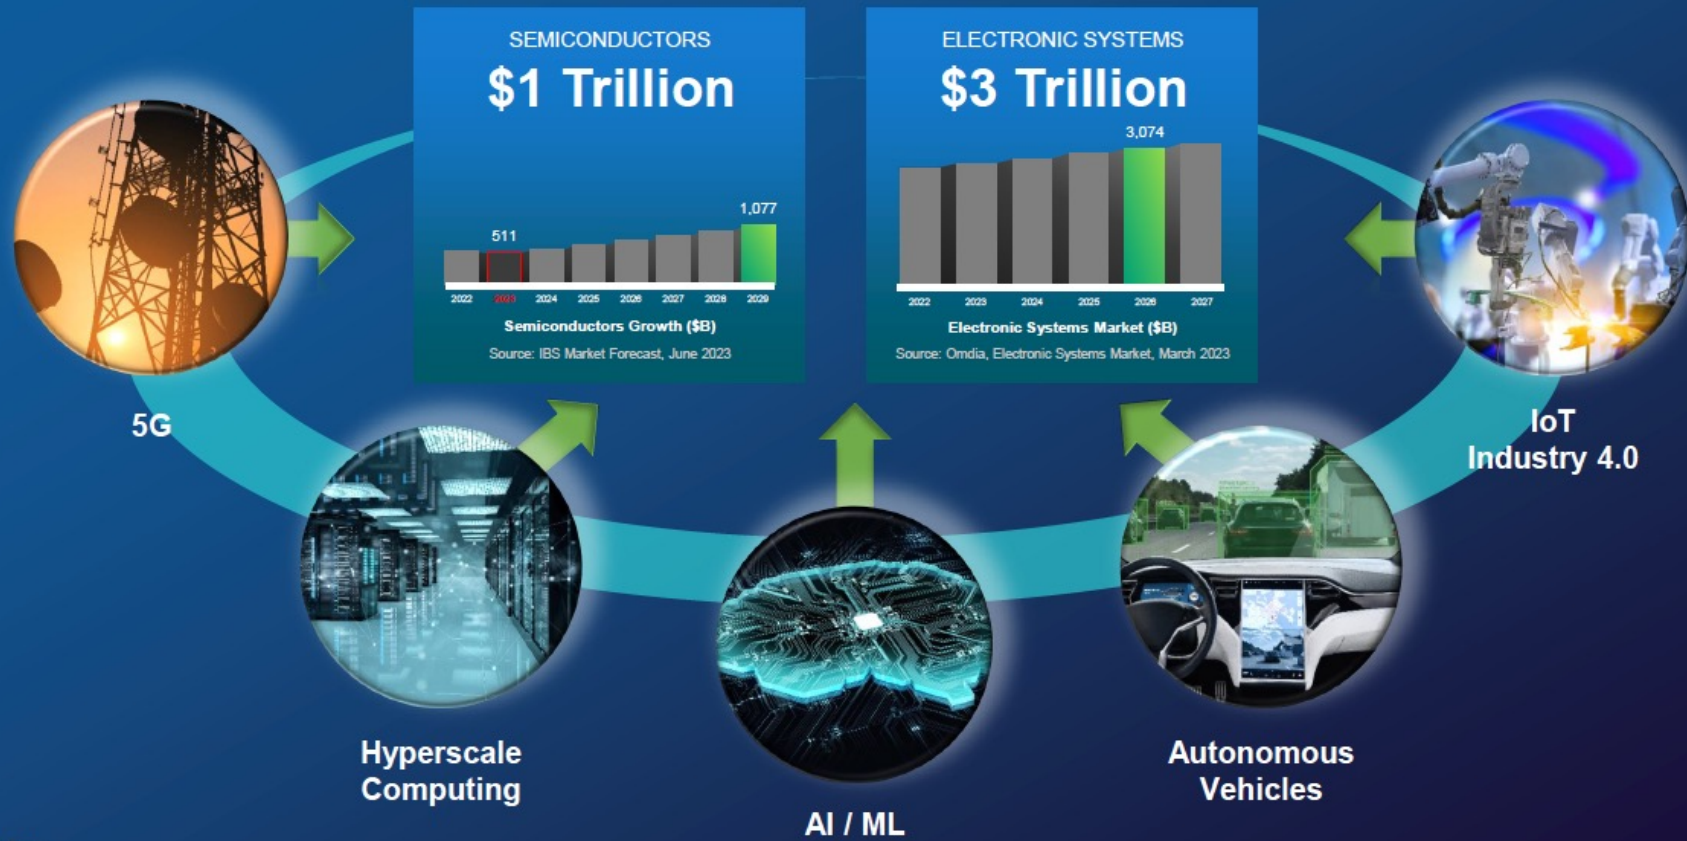 SEMICONDUCTORS
$1 Trillion
1,077
511
2022 2023 2024 2025 2026 2027 2028 2029
Semiconductors Growth ($B)
Source: IBS Market Forecast, June 2023
ELECTRONIC SYSTEMS
$3 Trillion
3,074
2022 2023 2024 2025 2026 2027
Electronic Systems Market ($B)
Source: Omdia, Electronic Systems Market, March 2023
5G
Hyperscale
Computing
AI / ML
Autonomous
Vehicles
IoT
Industry 4.0